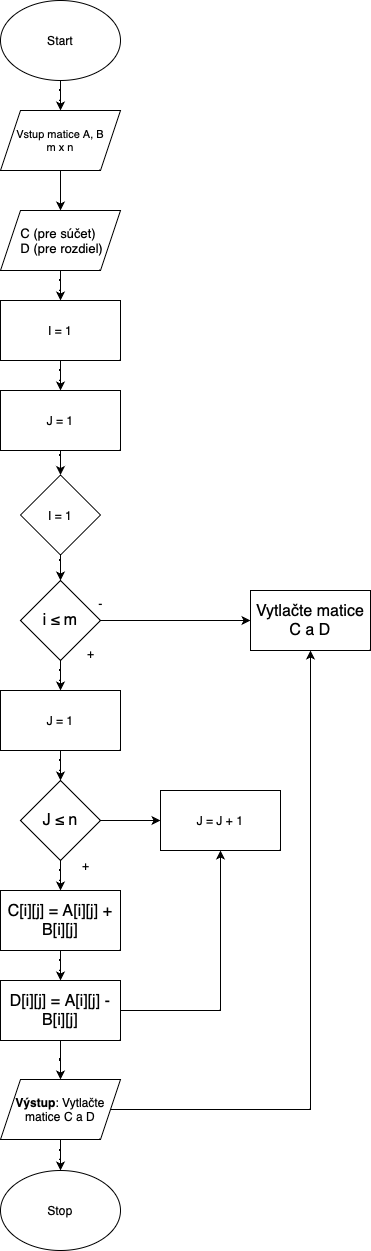 Start
Vstup matice A, B
m x n
C (pre súčet)
D (pre rozdiel)
I = 1
J = 1
I = 1
i ≤ m
-
Vytlačte matice
C a D
+
J = 1
J ≤ n
J = J + 1
+
C[i][j] = A[i][j] +
B[i][j]
D[i][j] = A[i][j] -
B[i][j]
Výstup: Vytlačte
matice C a D
Stop